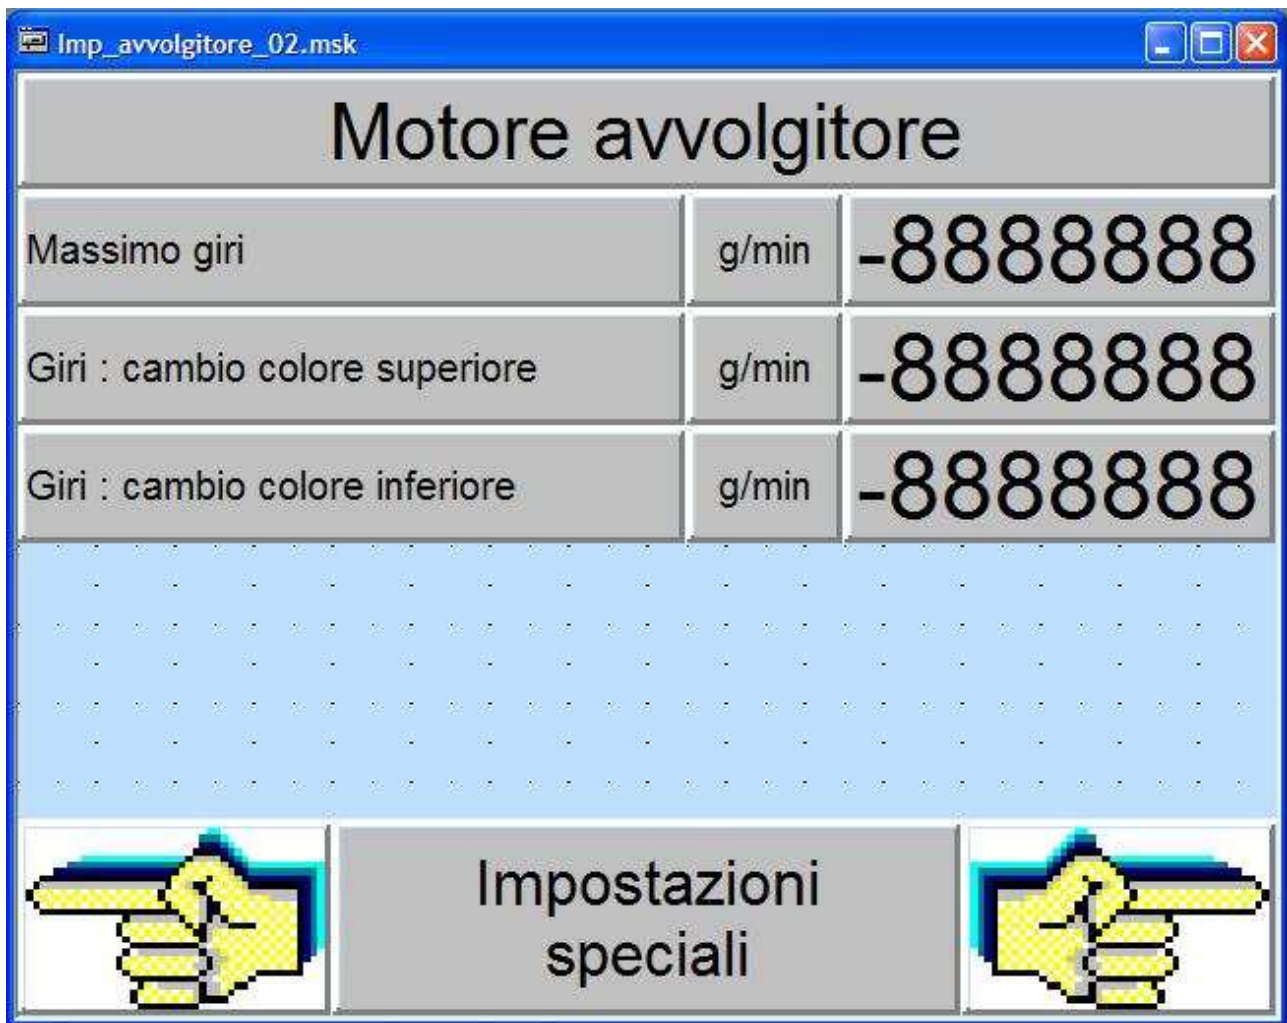 Imp_avvolgitore_02.msk
Motore avvolgitore
Massimo giri g/min -8888888
Giri : cambio colore superiore g/min -8888888
Giri : cambio colore inferiore g/min -8888888
Impostazioni
speciali